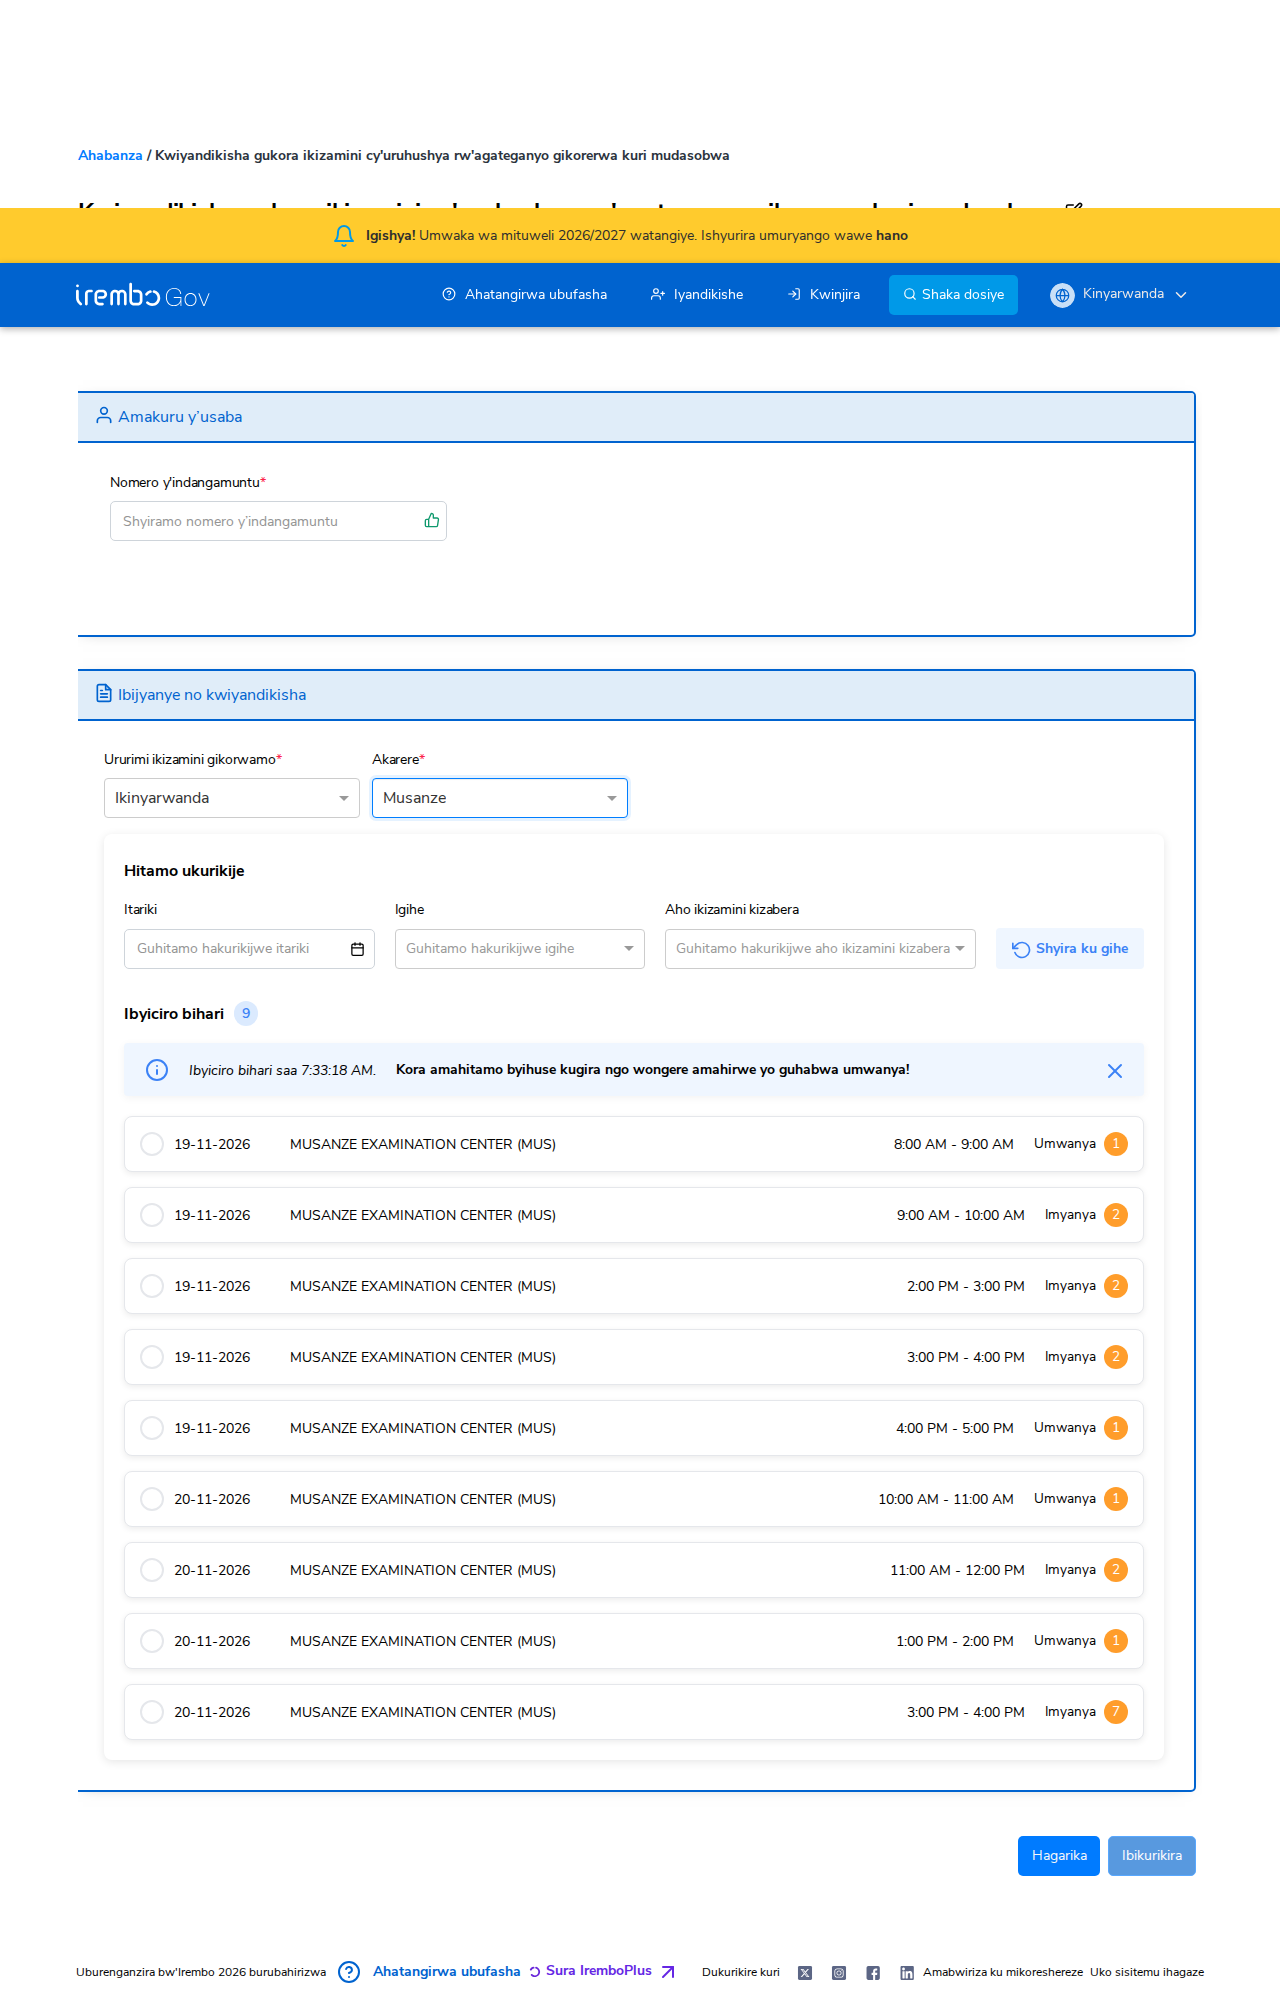 Ahabanza / Kwiyandikisha gukora ikizamini cy'uruhushya rw'agateganyo gikorerwa kuri mudasobwa
Igishya! Umwaka wa mituweli 2026/2027 watangiye. Ishyurira umuryango wawe hano
irembo Gov
Ahatangirwa ubufasha
Iyandikishe
Kwinjira
Shaka dosiye
Kinyarwanda
Amakuru y’usaba
Nomero y'indangamuntu*
Shyiramo nomero y’indangamuntu
Ibijyanye no kwiyandikisha
Ururimi ikizamini gikorwamo* Akarere*
Ikinyarwanda Musanze
Hitamo ukurikije
Itariki Igihe Aho ikizamini kizabera
Guhitamo hakurikijwe itariki Guhitamo hakurikijwe igihe Guhitamo hakurikijwe aho ikizamini kizabera Shyira ku gihe
Ibyiciro bihari 9
Ibyiciro bihari saa 7:33:18 AM. Kora amahitamo byihuse kugira ngo wongere amahirwe yo guhabwa umwanya!
19-11-2026 MUSANZE EXAMINATION CENTER (MUS) 8:00 AM - 9:00 AM Umwanya 1
19-11-2026 MUSANZE EXAMINATION CENTER (MUS) 9:00 AM - 10:00 AM Imyanya 2
19-11-2026 MUSANZE EXAMINATION CENTER (MUS) 2:00 PM - 3:00 PM Imyanya 2
19-11-2026 MUSANZE EXAMINATION CENTER (MUS) 3:00 PM - 4:00 PM Imyanya 2
19-11-2026 MUSANZE EXAMINATION CENTER (MUS) 4:00 PM - 5:00 PM Umwanya 1
20-11-2026 MUSANZE EXAMINATION CENTER (MUS) 10:00 AM - 11:00 AM Umwanya 1
20-11-2026 MUSANZE EXAMINATION CENTER (MUS) 11:00 AM - 12:00 PM Imyanya 2
20-11-2026 MUSANZE EXAMINATION CENTER (MUS) 1:00 PM - 2:00 PM Umwanya 1
20-11-2026 MUSANZE EXAMINATION CENTER (MUS) 3:00 PM - 4:00 PM Imyanya 7
Hagarika Ibikurikira
Uburenganzira bw'Irembo 2026 burubahirizwa Ahatangirwa ubufasha Sura IremboPlus Dukurikire kuri Amabwiriza ku mikoreshereze Uko sisitemu ihagaze